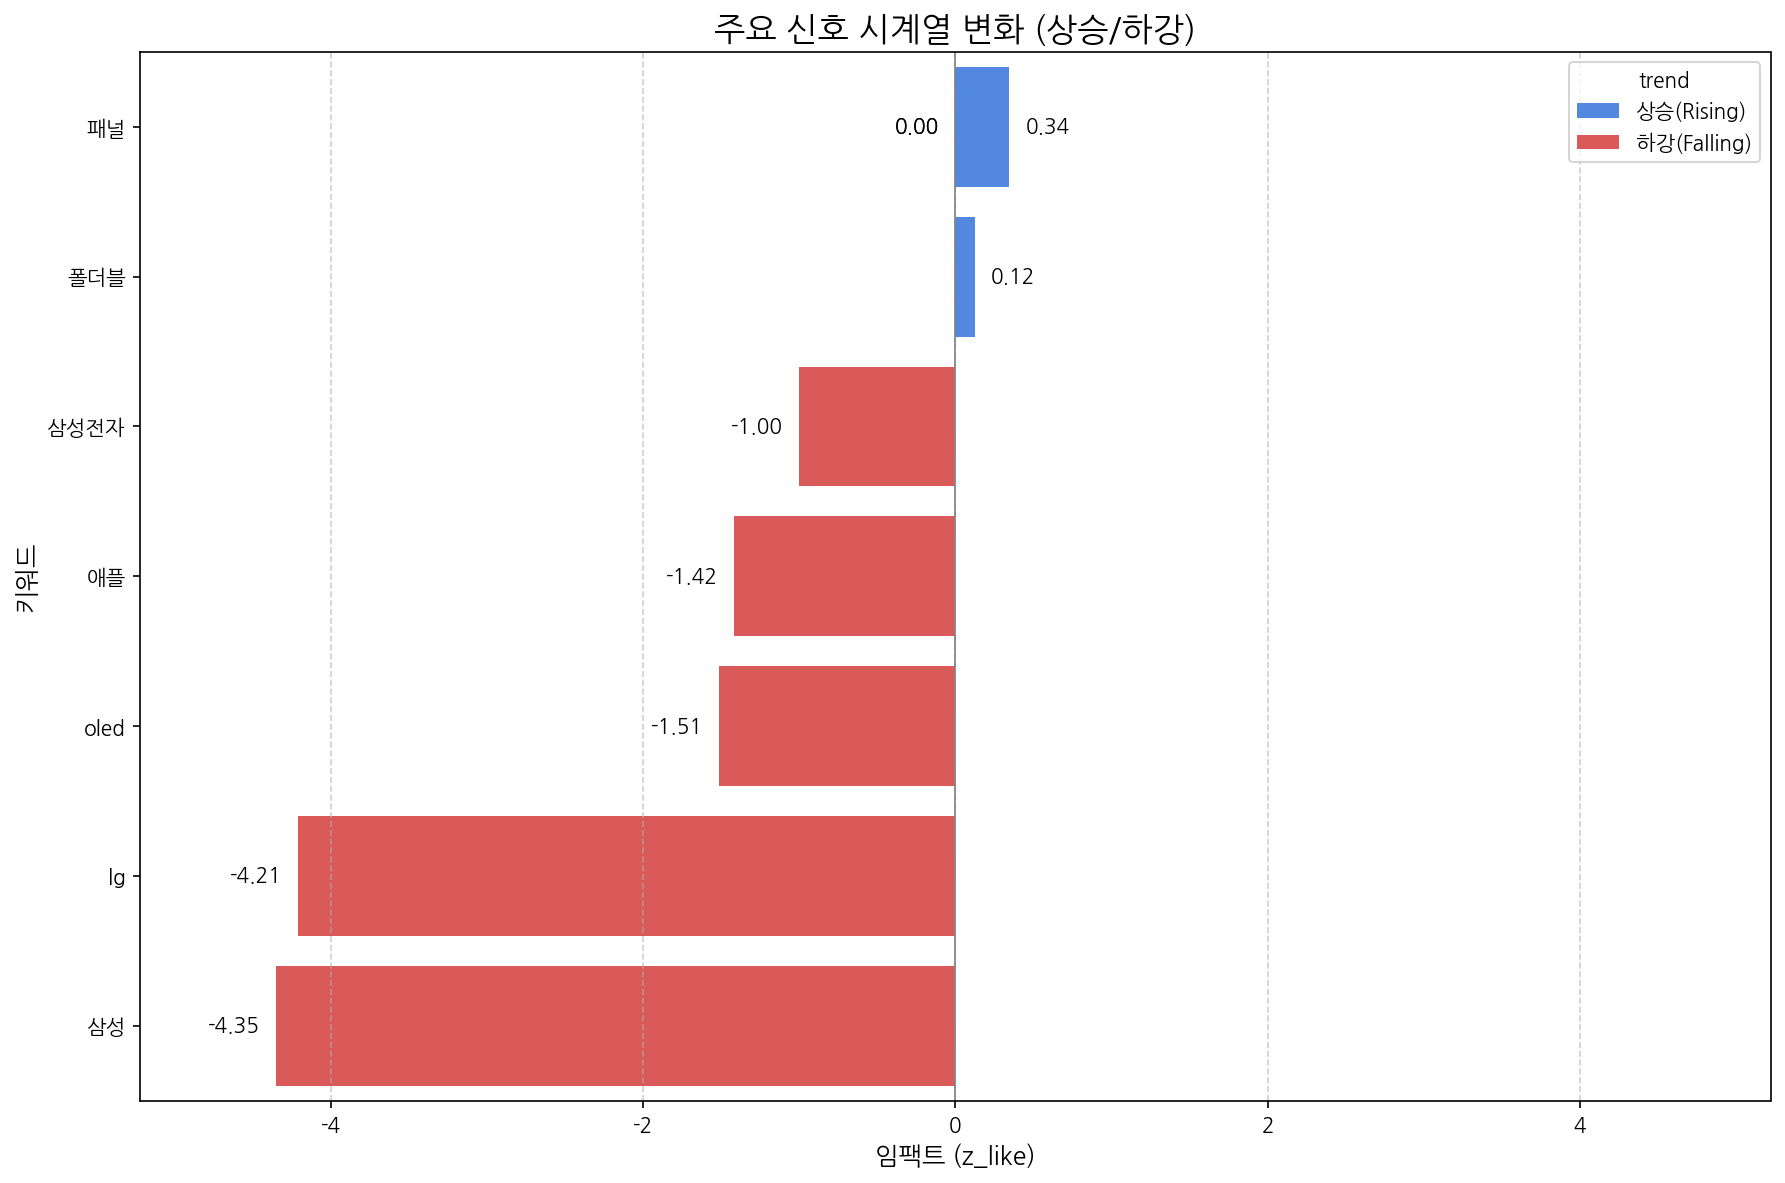 주요 신호 시계열 변화 (상승/하강)
trend
상승(Rising)
하강(Falling)
키워드
패널
0.00
0.34
폴더블
0.12
삼성전자
-1.00
애플
-1.42
oled
-1.51
lg
-4.21
삼성
-4.35
-4
-2
0
2
4
임팩트 (z_like)